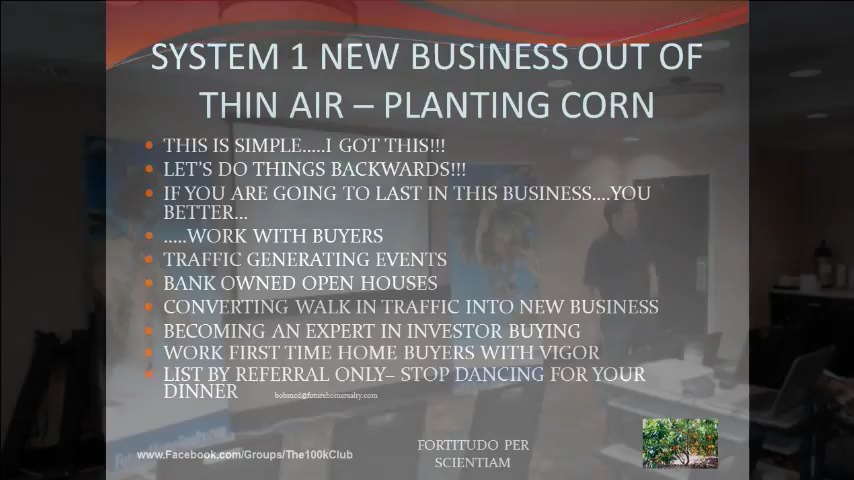 SYSTEM 1 NEW BUSINESS OUT OF
THIN AIR – PLANTING CORN
THIS IS SIMPLE.....I GOT THIS!!!
LET'S DO THINGS BACKWARDS!!!
IF YOU ARE GOING TO LAST IN THIS BUSINESS....YOU
BETTER...
.....WORK WITH BUYERS
TRAFFIC GENERATING EVENTS
BANK OWNED OPEN HOUSES
CONVERTING WALK IN TRAFFIC INTO NEW BUSINESS
BECOMING AN EXPERT IN INVESTOR BUYING
WORK FIRST TIME HOME BUYERS WITH VIGOR
LIST BY REFERRAL ONLY– STOP DANCING FOR YOUR
DINNER
bobmcd@futurehomerealty.com
www.Facebook.com/Groups/The100kClub
FORTITUDO PER
SCIENTIAM